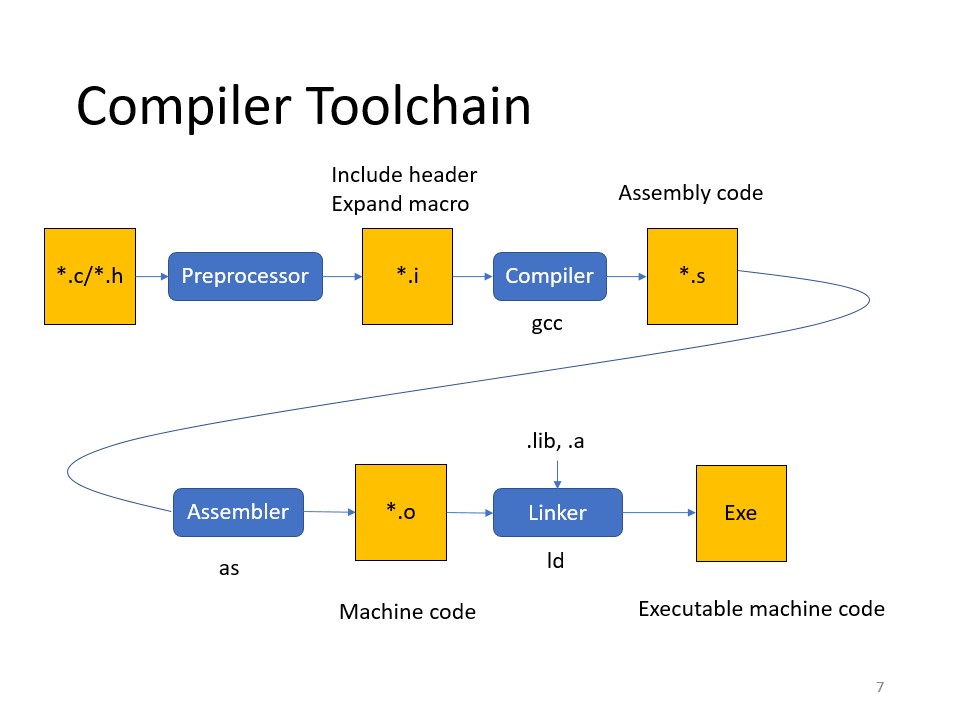 Compiler Toolchain
Include header
Expand macro
Assembly code
*.c/*.h
Preprocessor
*.i
Compiler
*.s
gcc
.lib, .a
Assembler
*.o
Linker
Exe
as
ld
Machine code
Executable machine code
7